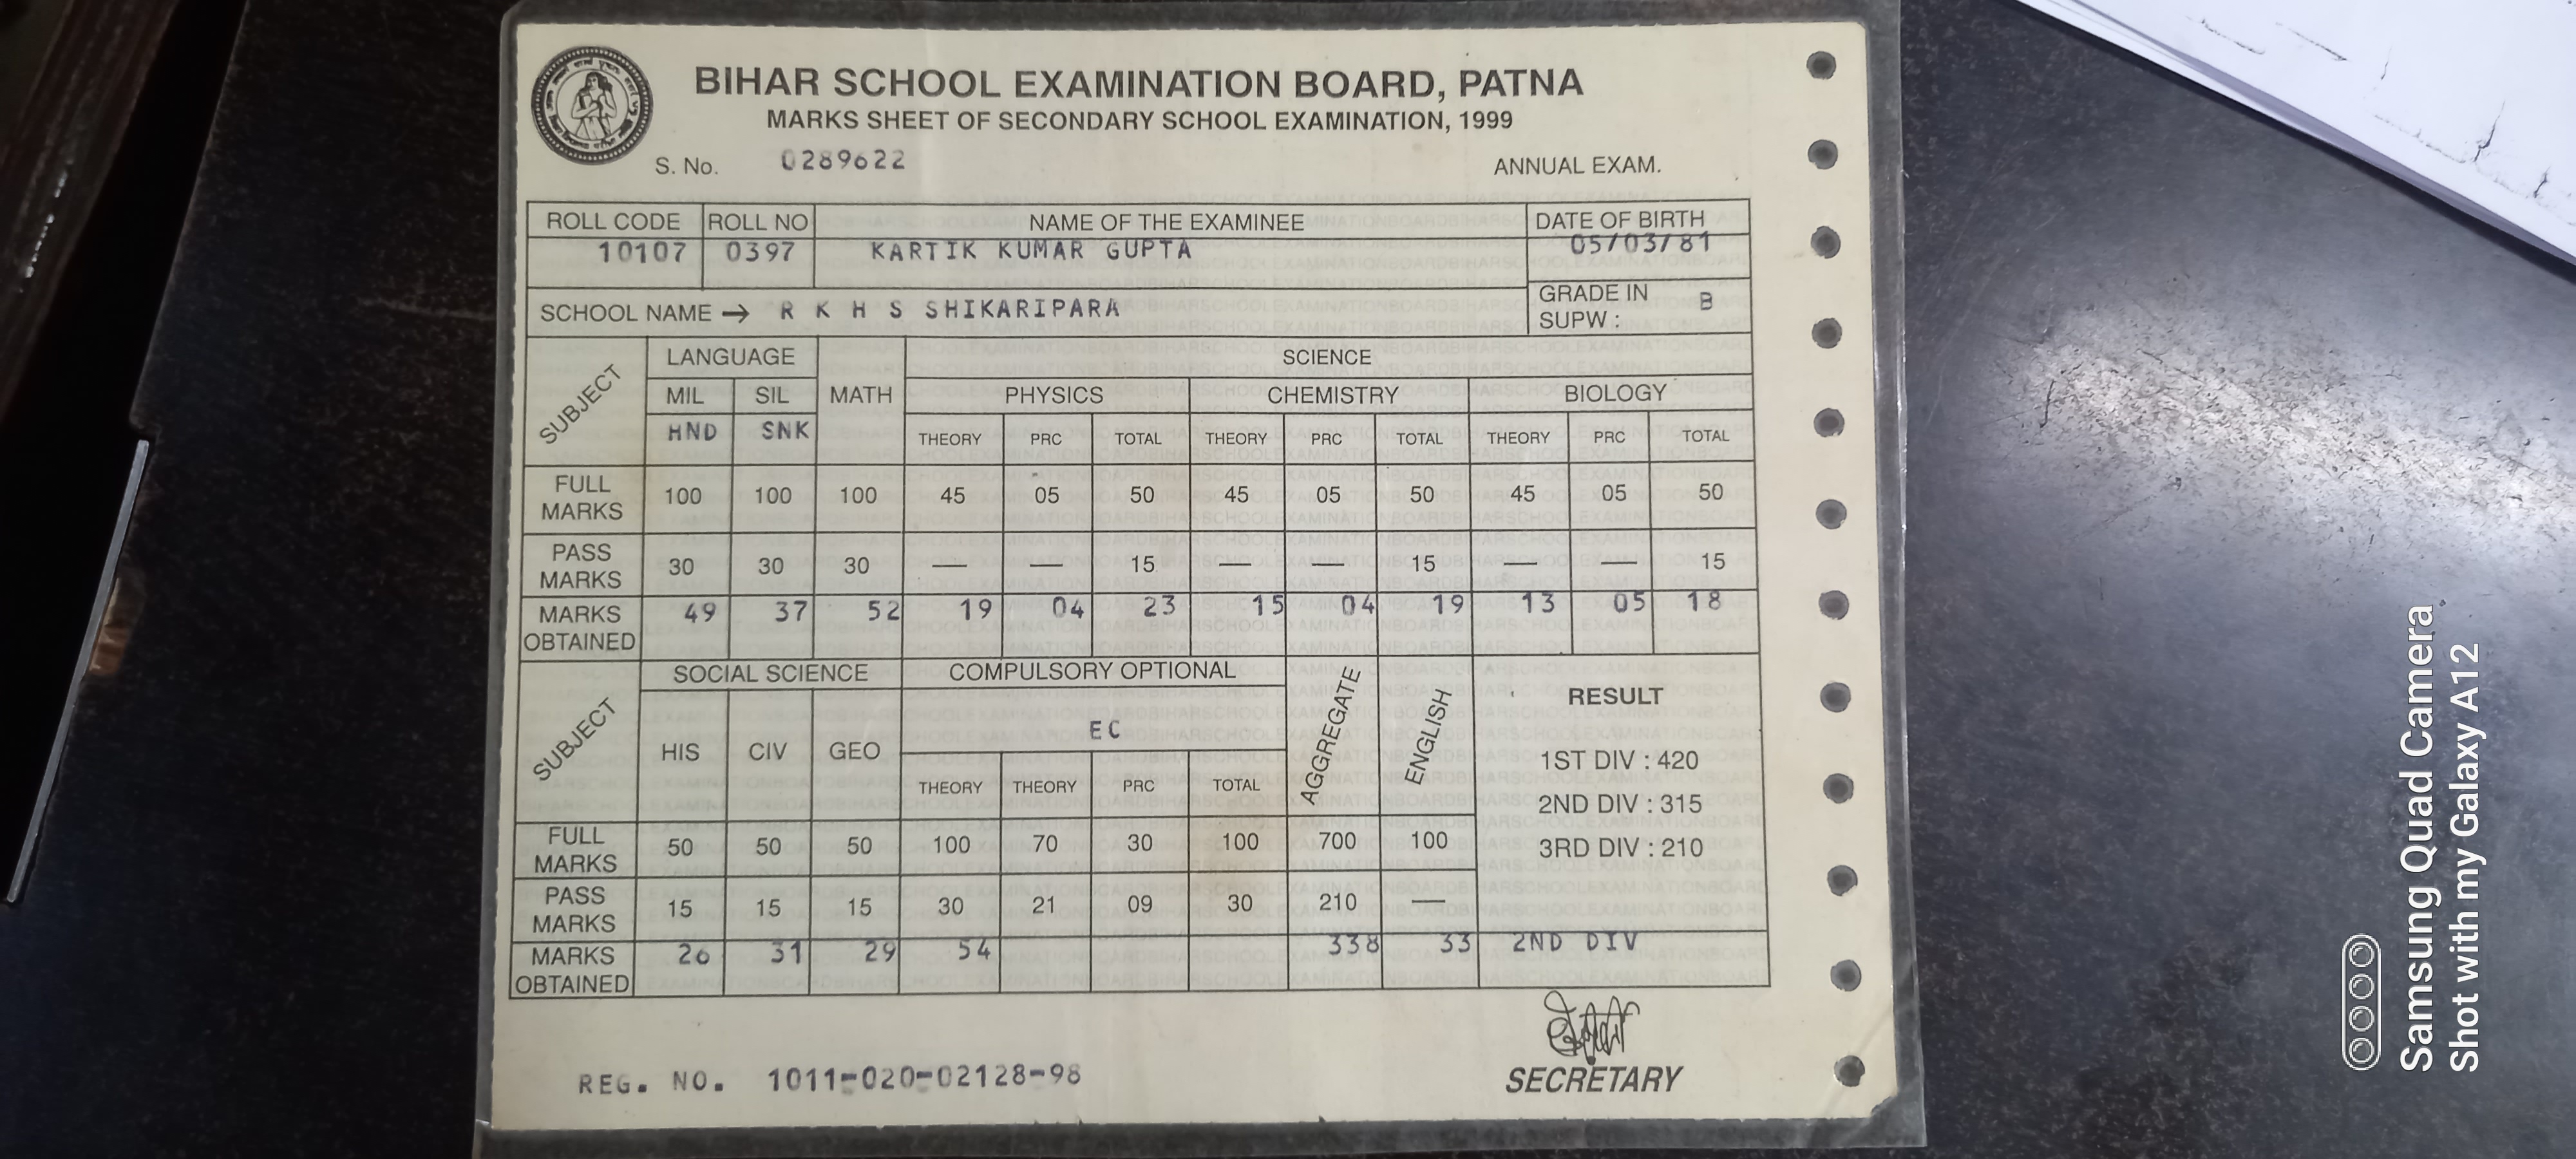 BIHAR SCHOOL EXAMINATION BOARD, PATNA
MARKS SHEET OF SECONDARY SCHOOL EXAMINATION, 1999
S. No. 0289622 ANNUAL EXAM.
ROLL CODE ROLL NO NAME OF THE EXAMINEE DATE OF BIRTH
10107 0397 KARTIK KUMAR GUPTA 05/03/81
SCHOOL NAME → R K H S SHIKARIPARA GRADE IN SUPW : B
SUBJECT LANGUAGE MATH SCIENCE
MIL SIL PHYSICS CHEMISTRY BIOLOGY
HND SNK THEORY PRC TOTAL THEORY PRC TOTAL THEORY PRC TOTAL
FULL MARKS 100 100 100 45 05 50 45 05 50 45 05 50
PASS MARKS 30 30 30 — — 15 — — 15 — — 15
MARKS OBTAINED 49 37 52 19 04 23 15 04 19 13 05 18
SUBJECT SOCIAL SCIENCE COMPULSORY OPTIONAL AGGREGATE ENGLISH RESULT
HIS CIV GEO EC
THEORY THEORY PRC TOTAL
1ST DIV : 420
2ND DIV : 315
3RD DIV : 210
FULL MARKS 50 50 50 100 70 30 100 700 100
PASS MARKS 15 15 15 30 21 09 30 210 —
MARKS OBTAINED 26 31 29 54 338 33 2ND DIV
REG. NO. 1011-020-02128-98
SECRETARY
Samsung Quad Camera
Shot with my Galaxy A12